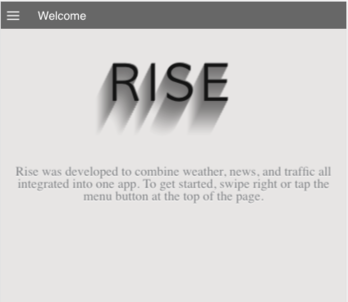 Welcome
RISE
Rise was developed to combine weather, news, and traffic all
integrated into one app. To get started, swipe right or tap the
menu button at the top of the page.